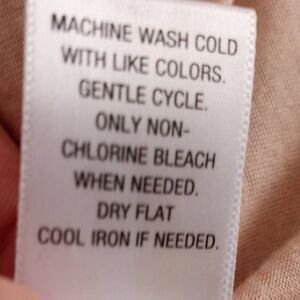 MACHINE WASH COLD
WITH LIKE COLORS.
GENTLE CYCLE.
ONLY NON-
CHLORINE BLEACH
WHEN NEEDED.
DRY FLAT
COOL IRON IF NEEDED.